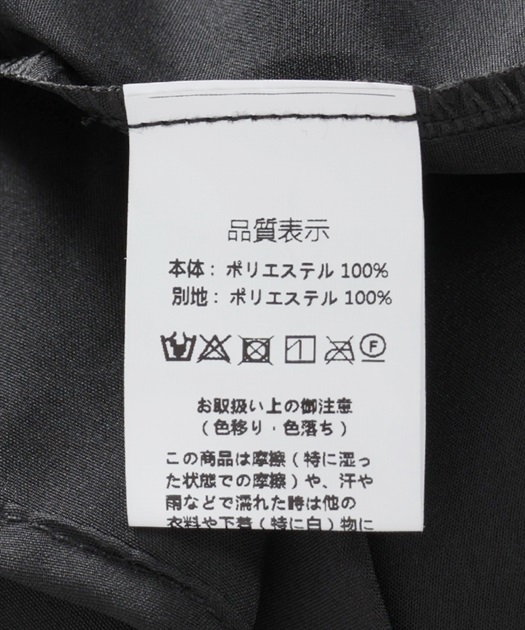 品質表示
本体：ポリエステル 100%
別地：ポリエステル 100%
F
お取扱い上の御注意
(色移り・色落ち)
この商品は摩擦(特に湿っ
た状態での摩擦)や、汗や
雨などで濡れた時は他の
衣料や下着(特に白)物に